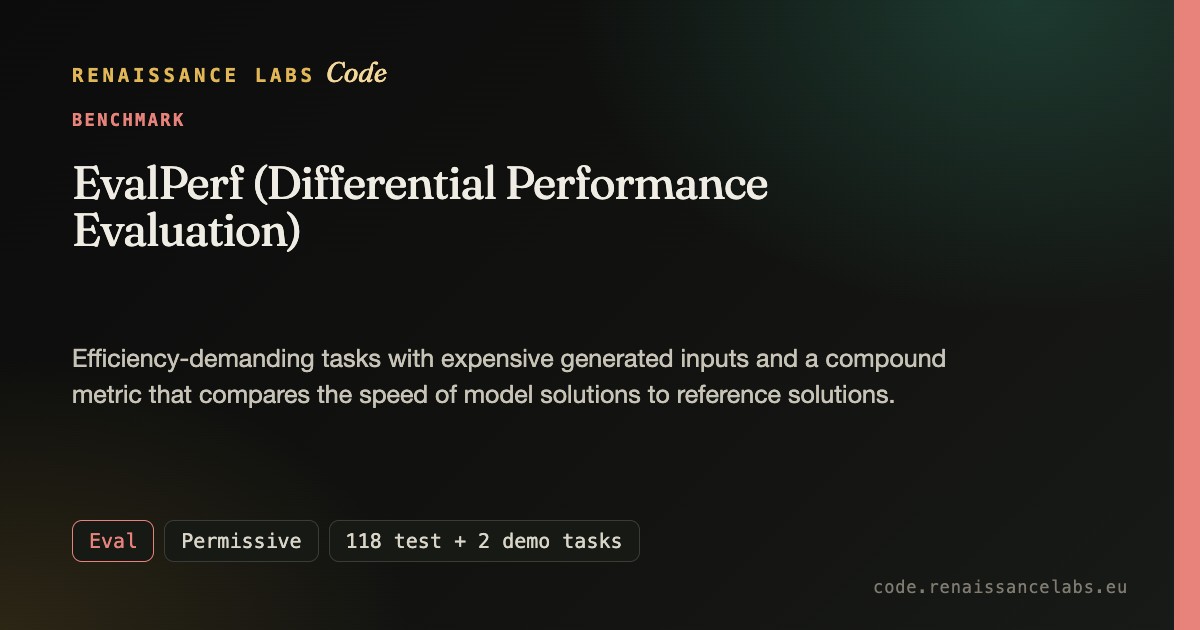 RENAISSANCE LABS Code
BENCHMARK
EvalPerf (Differential Performance
Evaluation)
Efficiency-demanding tasks with expensive generated inputs and a compound
metric that compares the speed of model solutions to reference solutions.
Eval Permissive 118 test + 2 demo tasks
code.renaissancelabs.eu